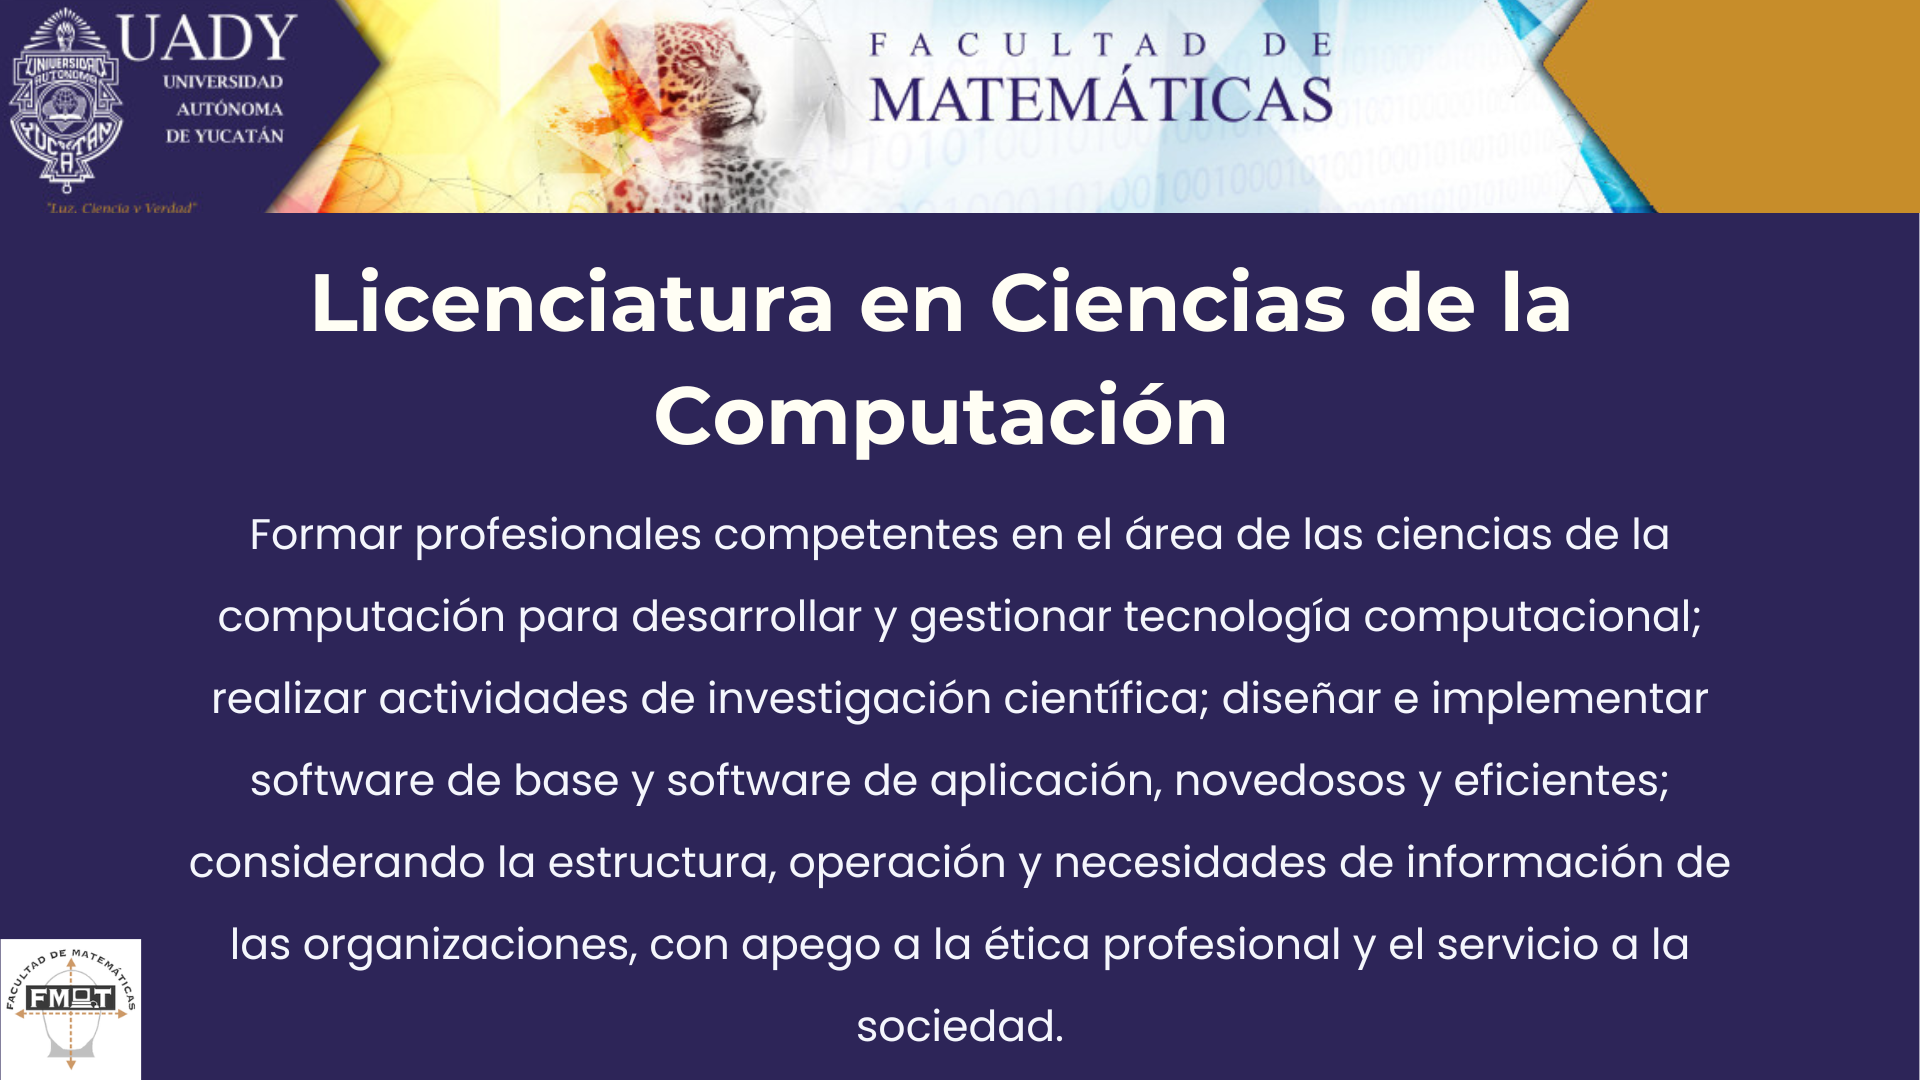 UADY
UNIVERSIDAD
AUTÓNOMA
DE YUCATÁN
UNIVERSIDAD
AUTONOMA
YUCATAN
"Luz, Ciencia y Verdad"
FACULTAD DE
MATEMÁTICAS
Licenciatura en Ciencias de la
Computación
Formar profesionales competentes en el área de las ciencias de la
computación para desarrollar y gestionar tecnología computacional;
realizar actividades de investigación científica; diseñar e implementar
software de base y software de aplicación, novedosos y eficientes;
considerando la estructura, operación y necesidades de información de
las organizaciones, con apego a la ética profesional y el servicio a la
sociedad.
FACULTAD DE MATEMÁTICAS
FMAT